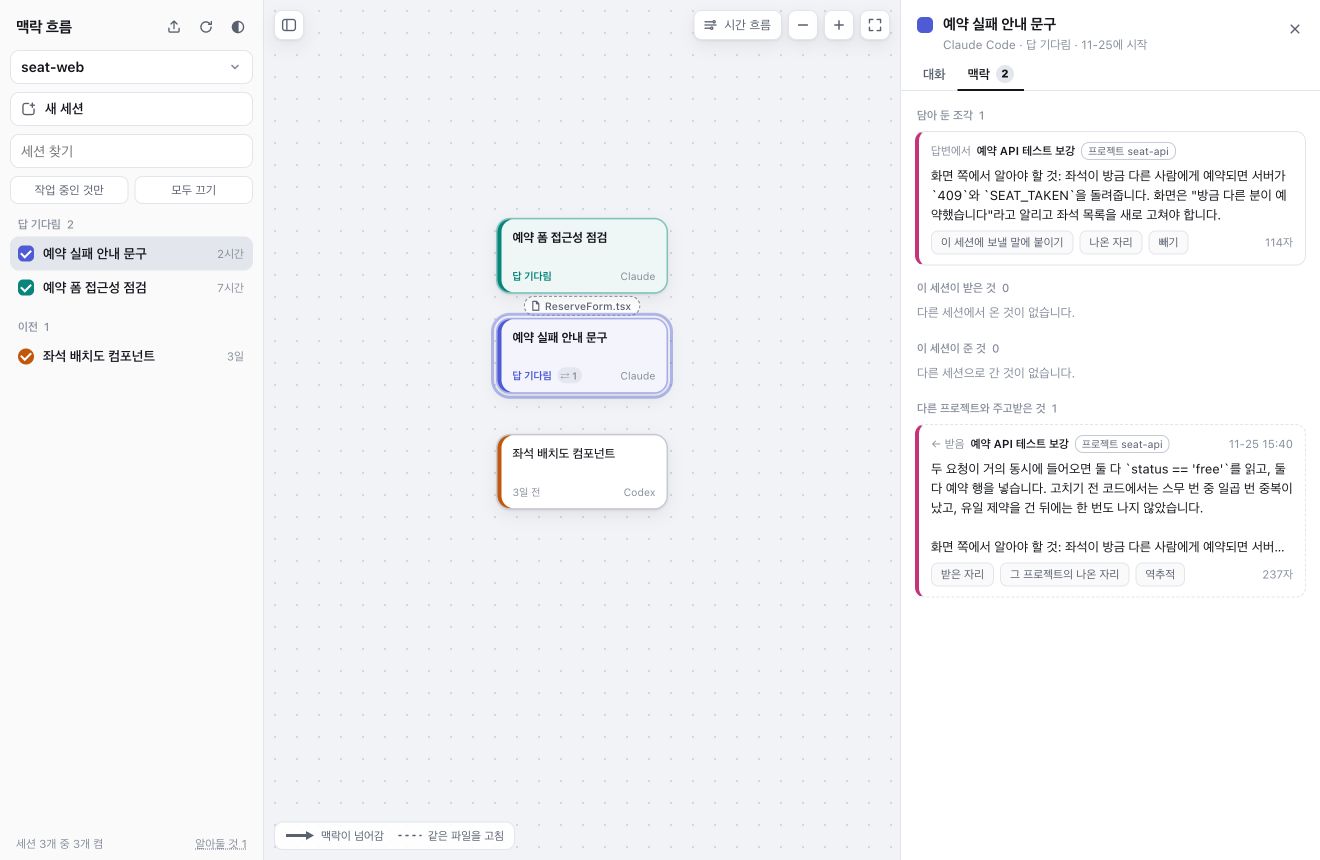 맥락 흐름
seat-web
새 세션
세션 찾기
작업 중인 것만
모두 끄기
답 기다림 2
예약 실패 안내 문구 2시간
예약 폼 접근성 점검 7시간
이전 1
좌석 배치도 컴포넌트 3일
세션 3개 중 3개 켬
알아둘 것 1
시간 흐름
예약 폼 접근성 점검
답 기다림 Claude
ReserveForm.tsx
예약 실패 안내 문구
답 기다림 ⇄ 1 Claude
좌석 배치도 컴포넌트
3일 전 Codex
맥락이 넘어감
같은 파일을 고침
예약 실패 안내 문구
Claude Code · 답 기다림 · 11-25에 시작
대화
맥락 2
담아 둔 조각 1
답변에서 예약 API 테스트 보강 프로젝트 seat-api
화면 쪽에서 알아야 할 것: 좌석이 방금 다른 사람에게 예약되면 서버가
`409`와 `SEAT_TAKEN`을 돌려줍니다. 화면은 "방금 다른 분이 예
약했습니다"라고 알리고 좌석 목록을 새로 고쳐야 합니다.
이 세션에 보낼 말에 붙이기 나온 자리 빼기 114자
이 세션이 받은 것 0
다른 세션에서 온 것이 없습니다.
이 세션이 준 것 0
다른 세션으로 간 것이 없습니다.
다른 프로젝트와 주고받은 것 1
← 받음 예약 API 테스트 보강 프로젝트 seat-api 11-25 15:40
두 요청이 거의 동시에 들어오면 둘 다 `status == 'free'`를 읽고, 둘
다 예약 행을 넣습니다. 고치기 전 코드에서는 스무 번 중 일곱 번 중복이
났고, 유일 제약을 건 뒤에는 한 번도 나지 않았습니다.
화면 쪽에서 알아야 할 것: 좌석이 방금 다른 사람에게 예약되면 서버…
받은 자리 그 프로젝트의 나온 자리 역추적 237자